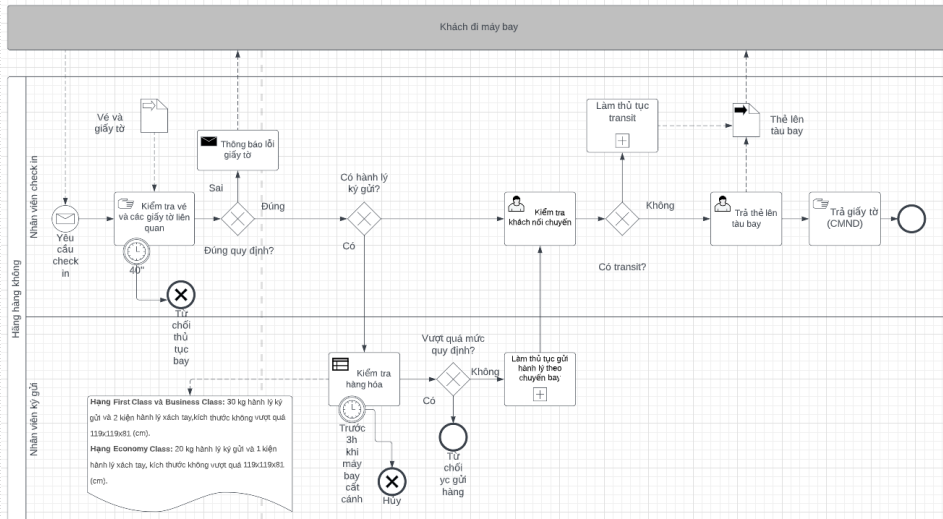 Khách đi máy bay
Hãng hàng không
Nhân viên check in
Yêu
cầu
check
in
Vé và
giấy tờ
Kiểm tra vé
và các giấy tờ liên
quan
40"
Từ
chối
thủ
tục
bay
Thông báo lỗi
giấy tờ
Sai
Đúng
Đúng quy định?
Có hành lý
ký gửi?
Có
Kiểm tra
khách nối chuyến
Làm thủ tục
transit
Không
Có transit?
Thẻ lên
tàu bay
Trả thẻ lên
tàu bay
Trả giấy tờ
(CMND)
Nhân viên ký gửi
Hạng First Class và Business Class: 30 kg hành lý ký
gửi và 2 kiện hành lý xách tay,kích thước không vượt quá
119x119x81 (cm).
Hạng Economy Class: 20 kg hành lý ký gửi và 1 kiện
hành lý xách tay, kích thước không vượt quá 119x119x81
(cm).
Kiểm tra
hàng hóa
Trước
3h
khi
máy
bay
cất
cánh
Hủy
Vượt quá mức
quy định?
Không
Có
Từ
chối
yc gửi
hàng
Làm thủ tục gửi
hành lý theo
chuyến bay